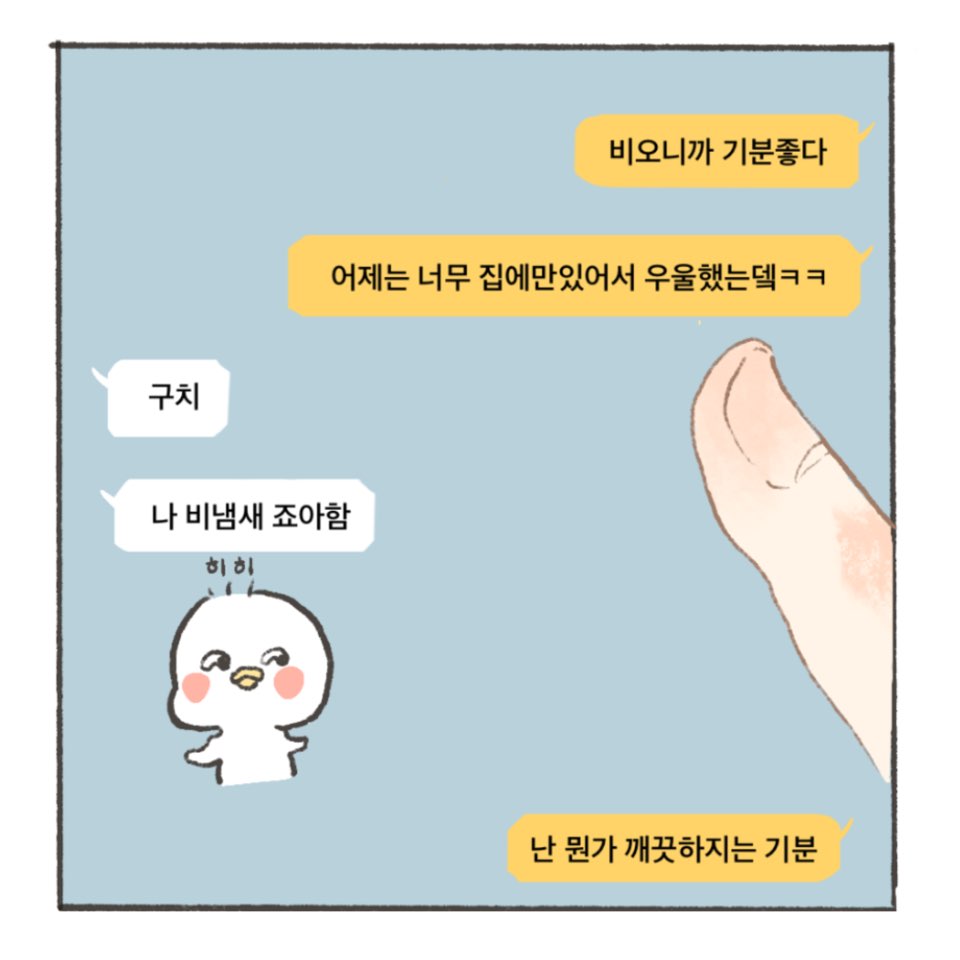 비오니까 기분좋다
어제는 너무 집에만있어서 우울했는뎈ㅋㅋ
구치
나 비냄새 죠아함
히히
난 뭔가 깨끗하지는 기분